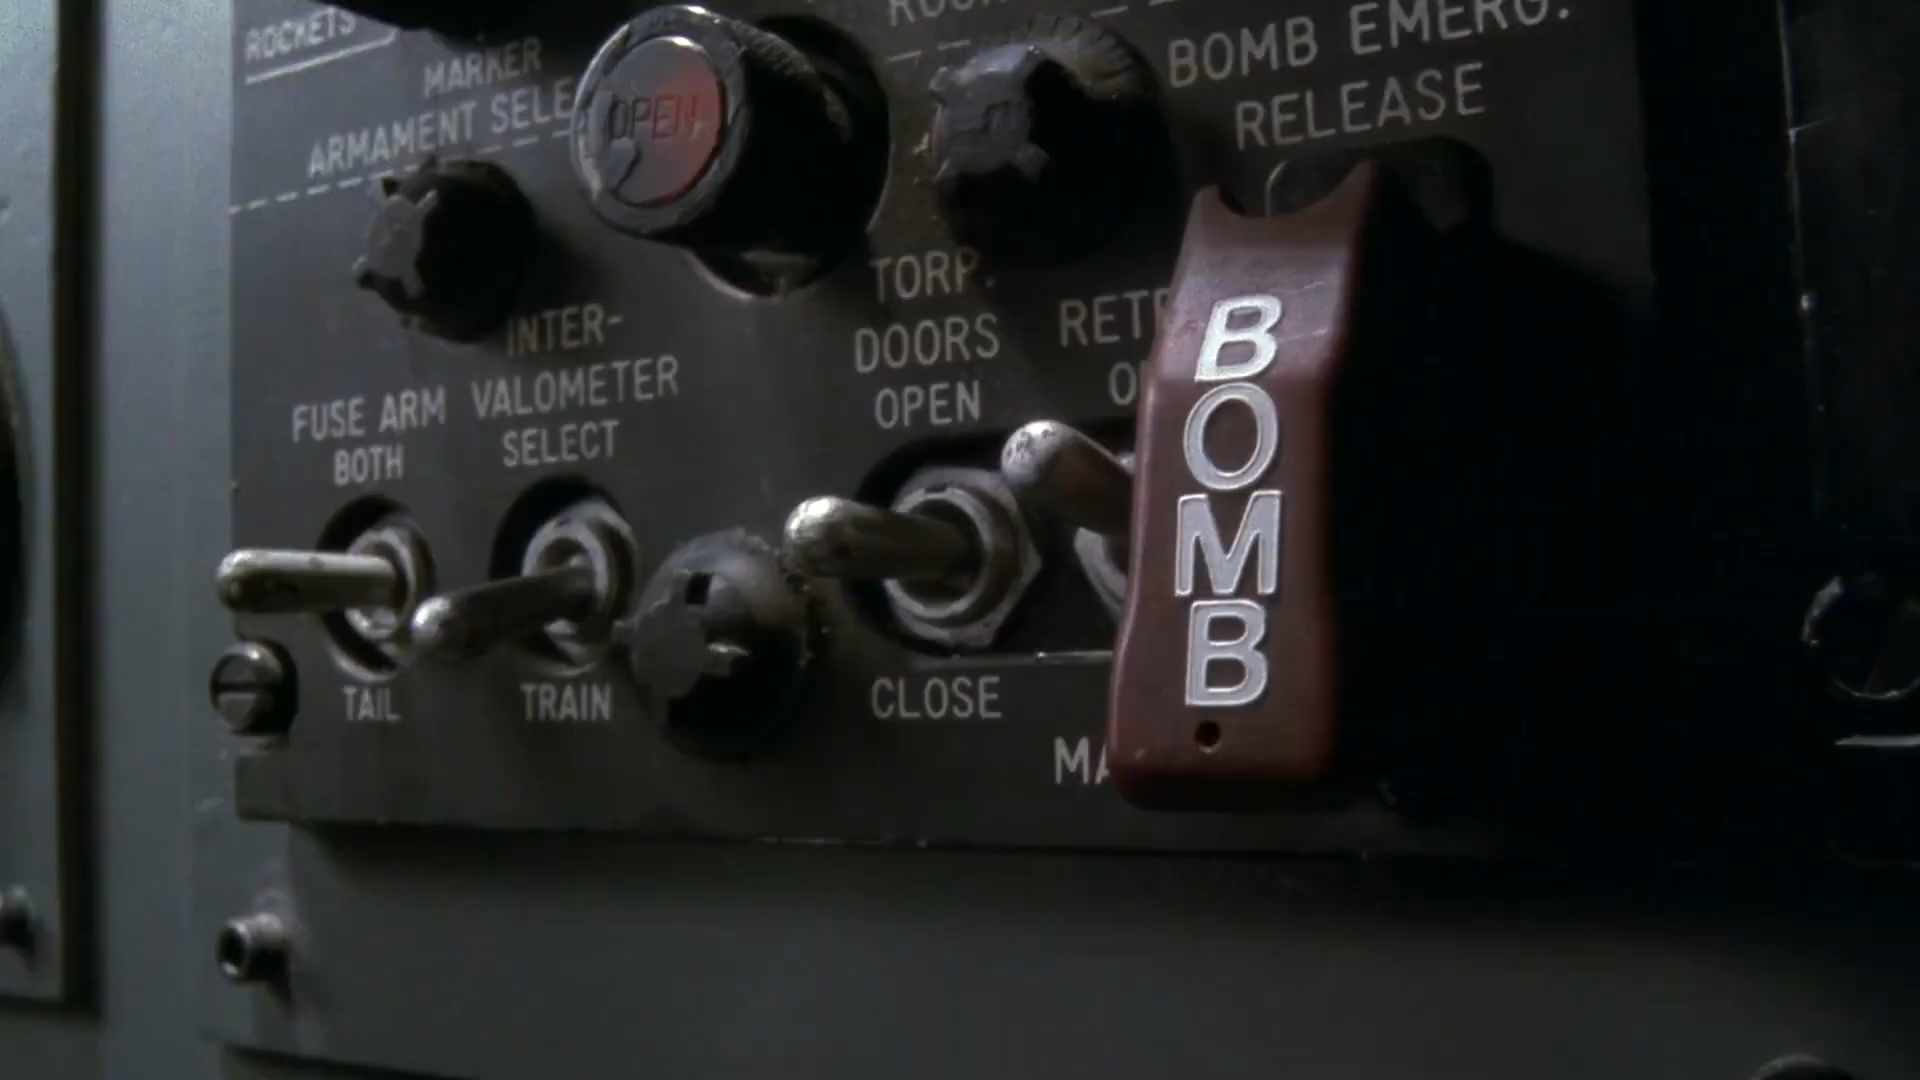 ROCKETS
MARKER
ARMAMENT
OPEN
BOMB EMERG.
RELEASE
TORP.
DOORS
OPEN
INTER-
VALOMETER
SELECT
FUSE ARM
BOTH
BOMB
TAIL
TRAIN
CLOSE